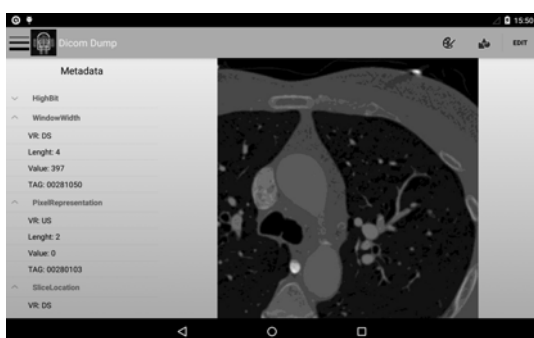 15:50
Dicom Dump
EDIT
Metadata
HighBit
WindowWidth
VR: DS
Lenght: 4
Value: 397
TAG: 00281050
PixelRepresentation
VR: US
Lenght: 2
Value: 0
TAG: 00280103
SliceLocation
VR: DS